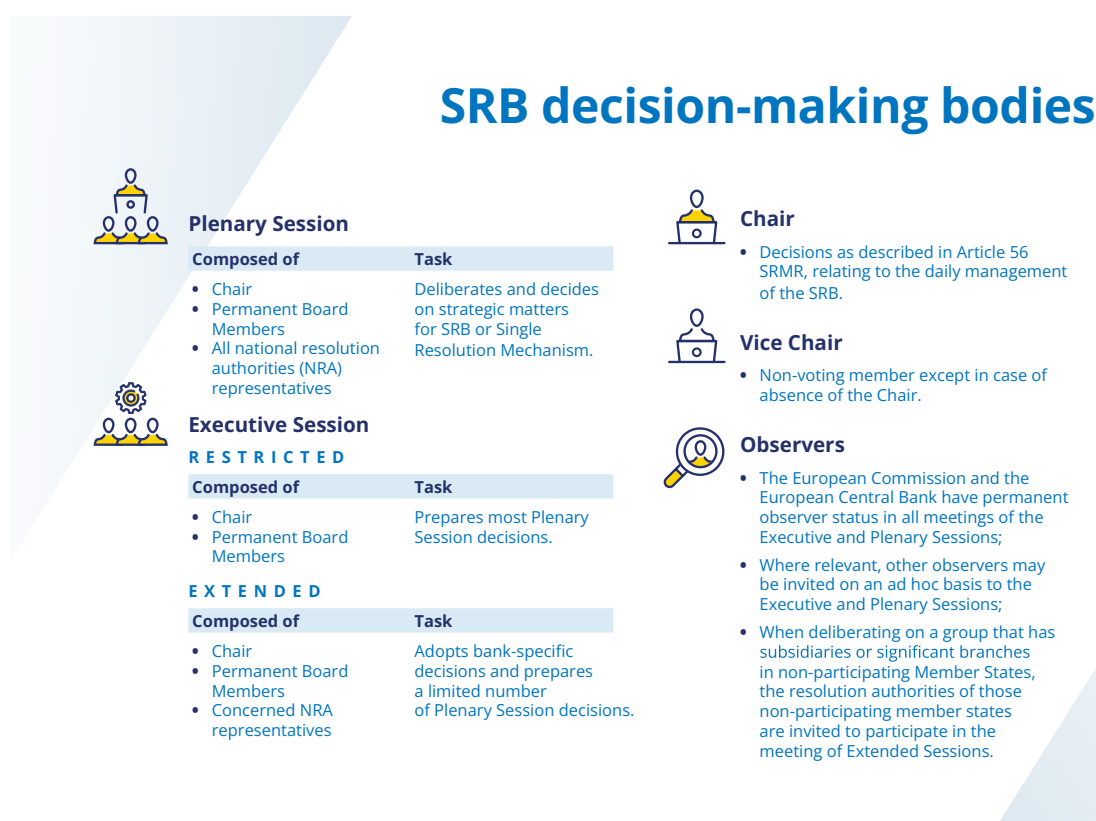 SRB decision-making bodies
Plenary Session
Composed of Task
• Chair
• Permanent Board
Members
• All national resolution
authorities (NRA)
representatives
Deliberates and decides
on strategic matters
for SRB or Single
Resolution Mechanism.
Executive Session
RESTRICTED
Composed of Task
• Chair
• Permanent Board
Members
Prepares most Plenary
Session decisions.
EXTENDED
Composed of Task
• Chair
• Permanent Board
Members
• Concerned NRA
representatives
Adopts bank-specific
decisions and prepares
a limited number
of Plenary Session decisions.
Chair
• Decisions as described in Article 56
SRMR, relating to the daily management
of the SRB.
Vice Chair
• Non-voting member except in case of
absence of the Chair.
Observers
• The European Commission and the
European Central Bank have permanent
observer status in all meetings of the
Executive and Plenary Sessions;
• Where relevant, other observers may
be invited on an ad hoc basis to the
Executive and Plenary Sessions;
• When deliberating on a group that has
subsidiaries or significant branches
in non-participating Member States,
the resolution authorities of those
non-participating member states
are invited to participate in the
meeting of Extended Sessions.